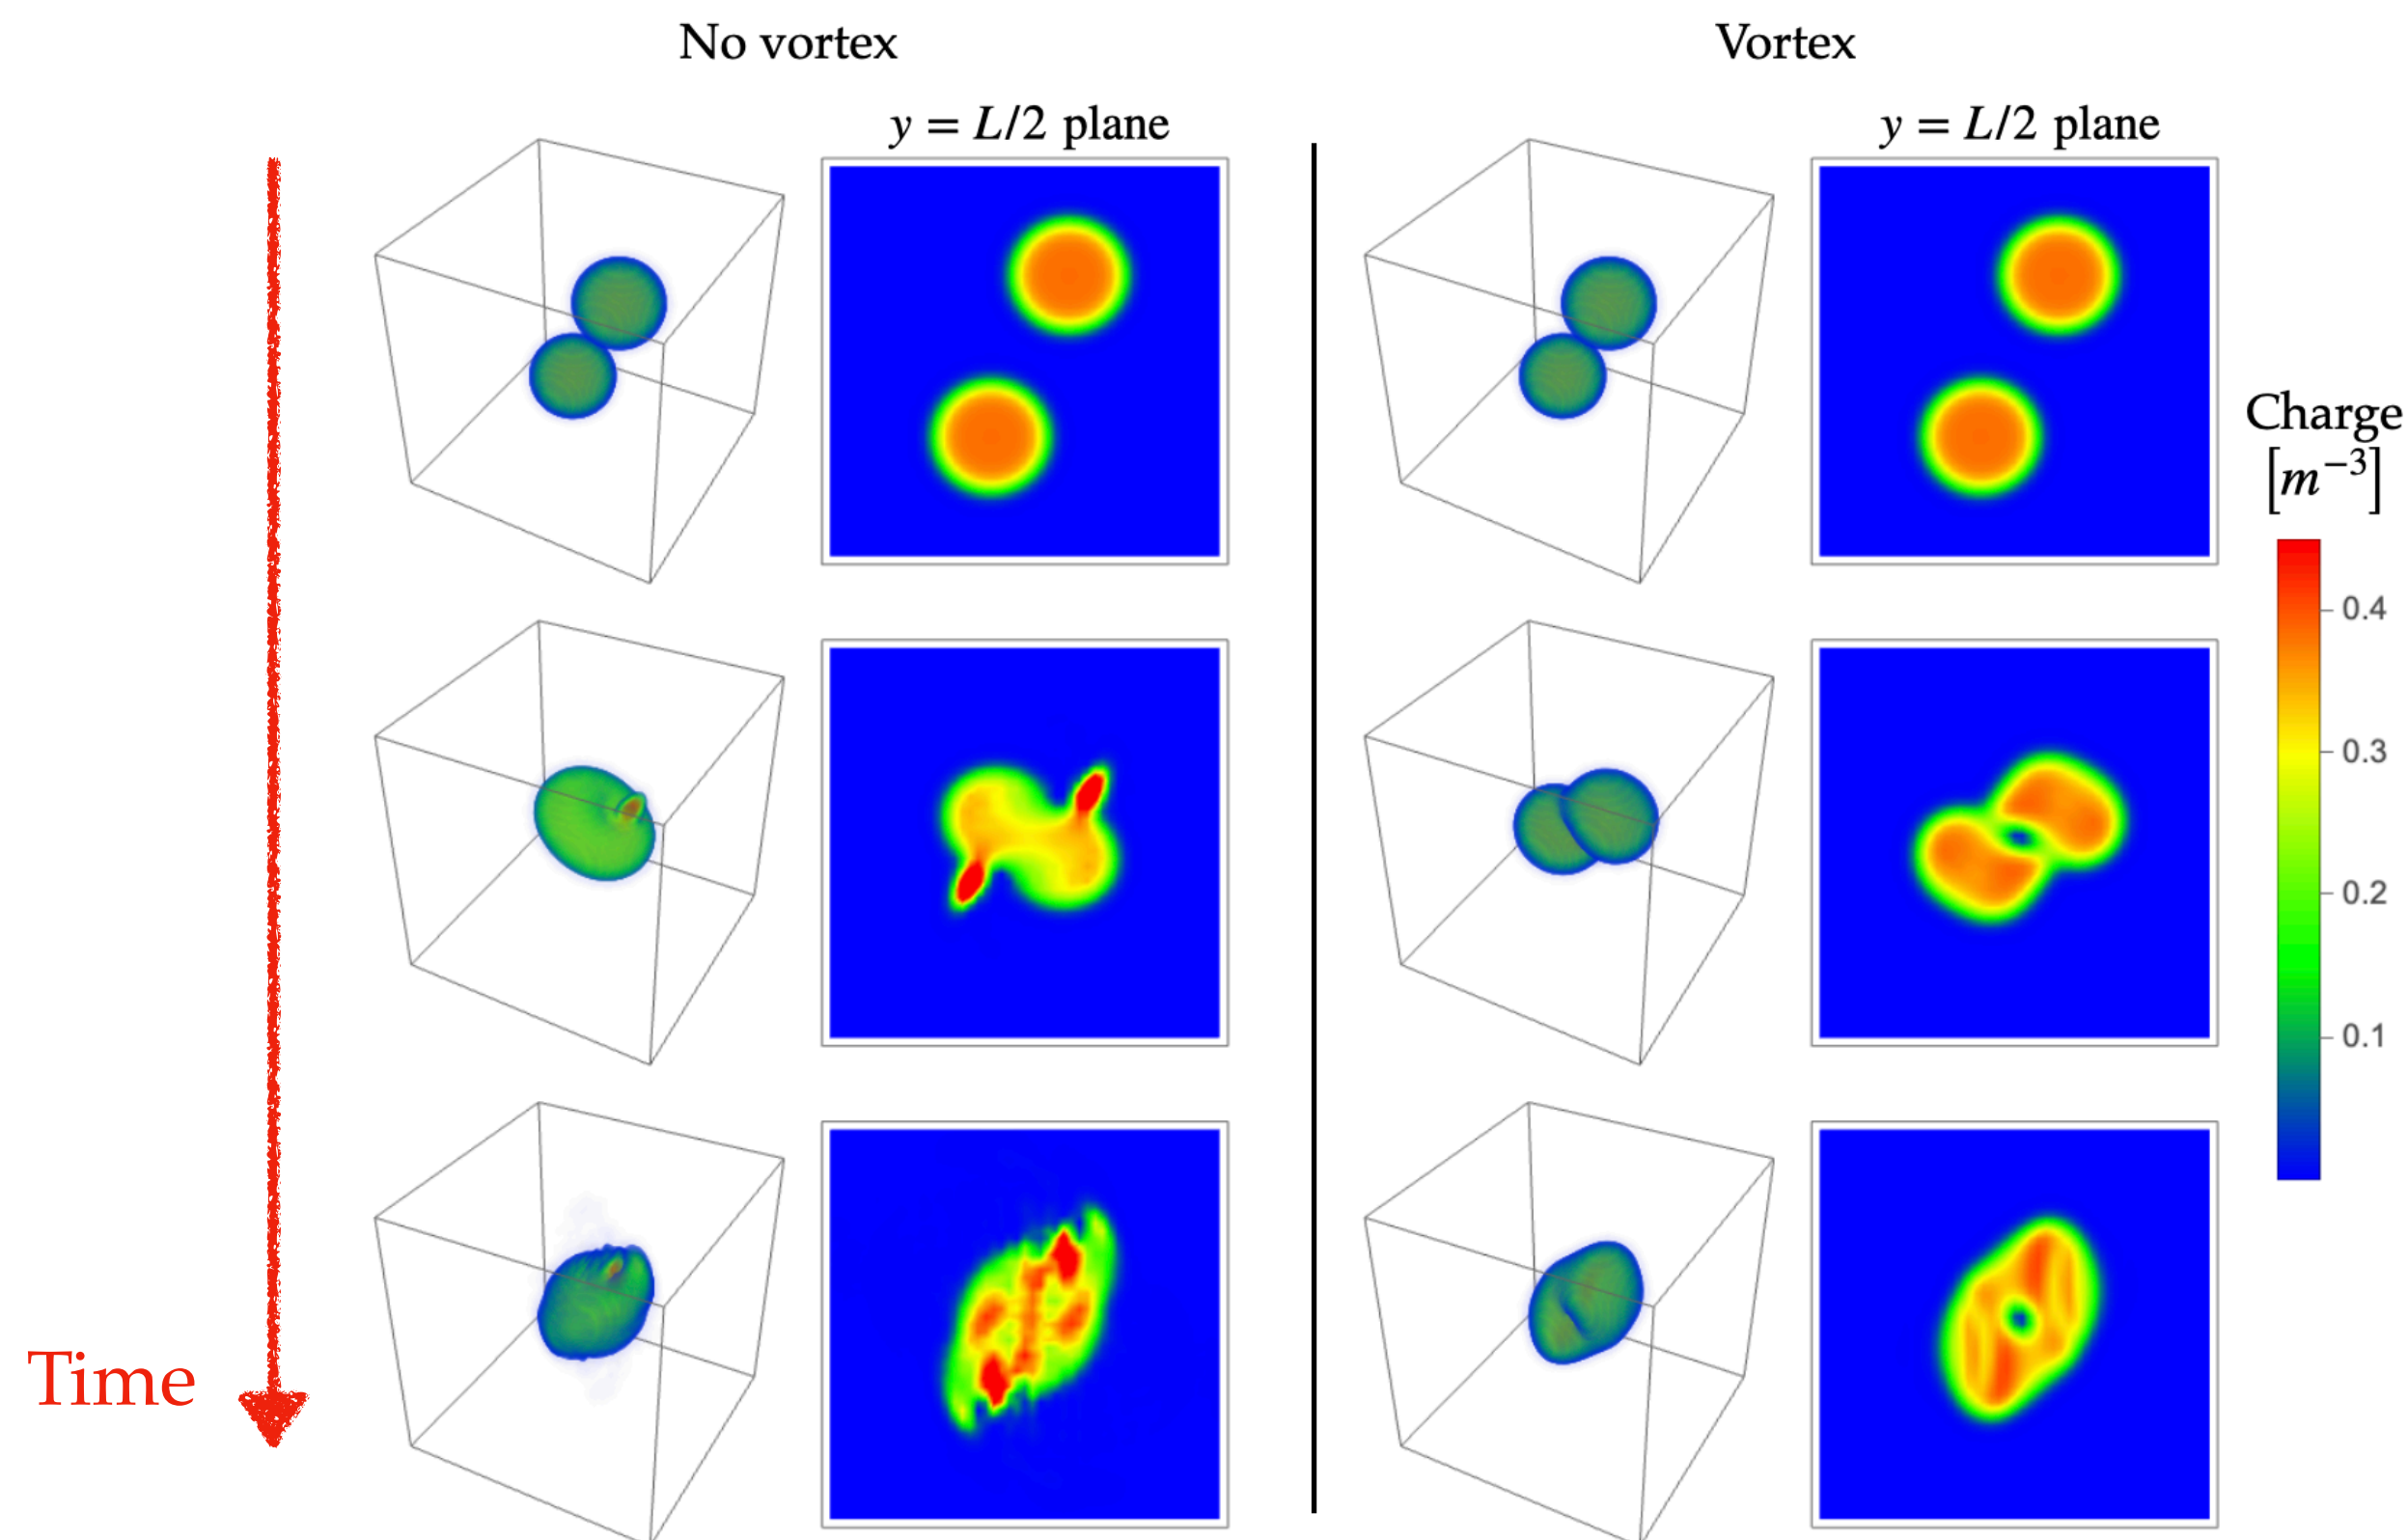 No vortex
Vortex
y = L/2 plane
y = L/2 plane
Charge
[m⁻³]
0.4
0.3
0.2
0.1
Time